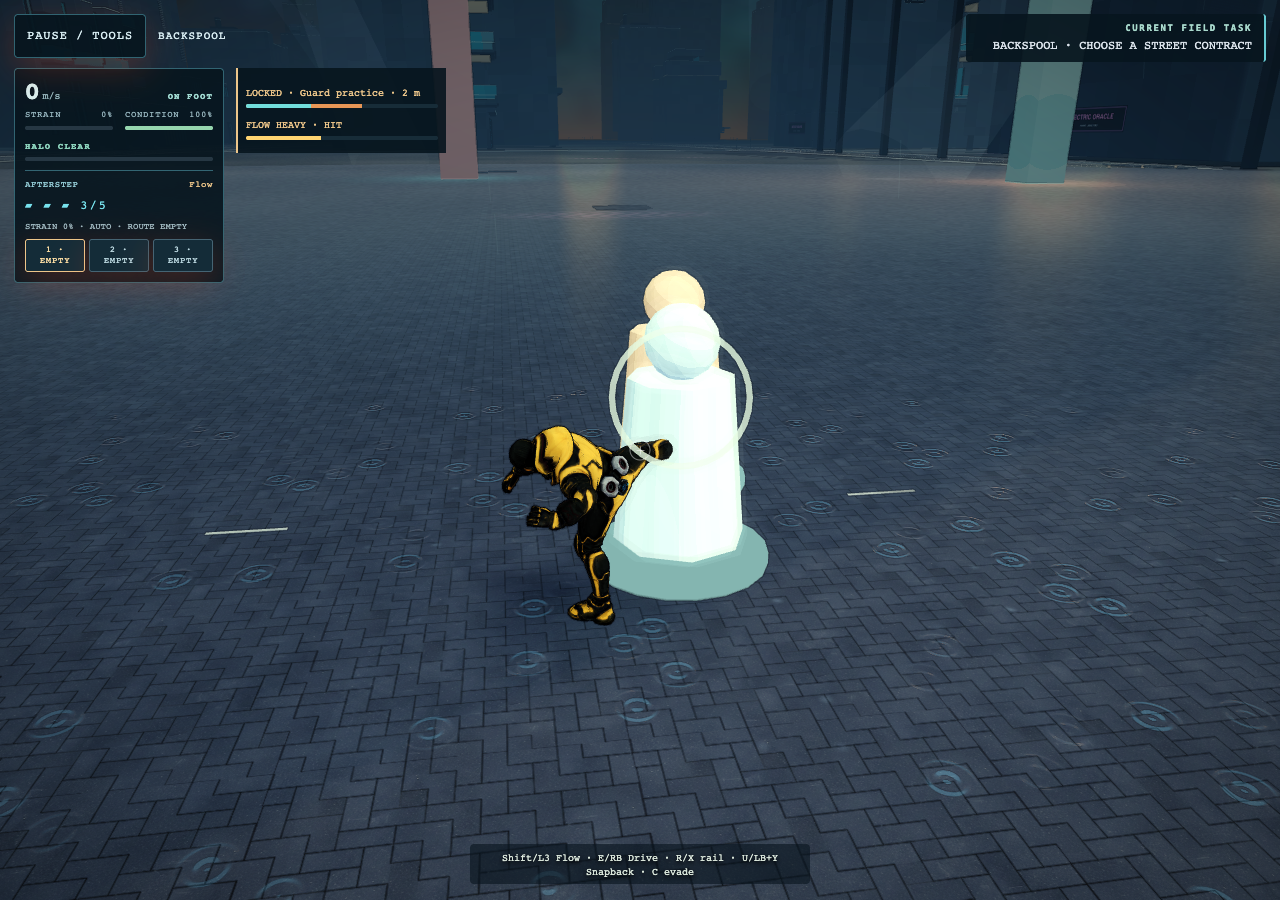 PAUSE / TOOLS
BACKSPOOL
CURRENT FIELD TASK
BACKSPOOL · CHOOSE A STREET CONTRACT
0 m/s
ON FOOT
STRAIN 0%
CONDITION 100%
HALO CLEAR
AFTERSTEP
Flow
3/5
STRAIN 0% · AUTO · ROUTE EMPTY
1 · EMPTY
2 · EMPTY
3 · EMPTY
LOCKED · Guard practice · 2 m
FLOW HEAVY · HIT
Shift/L3 Flow · E/RB Drive · R/X rail · U/LB+Y
Snapback · C evade